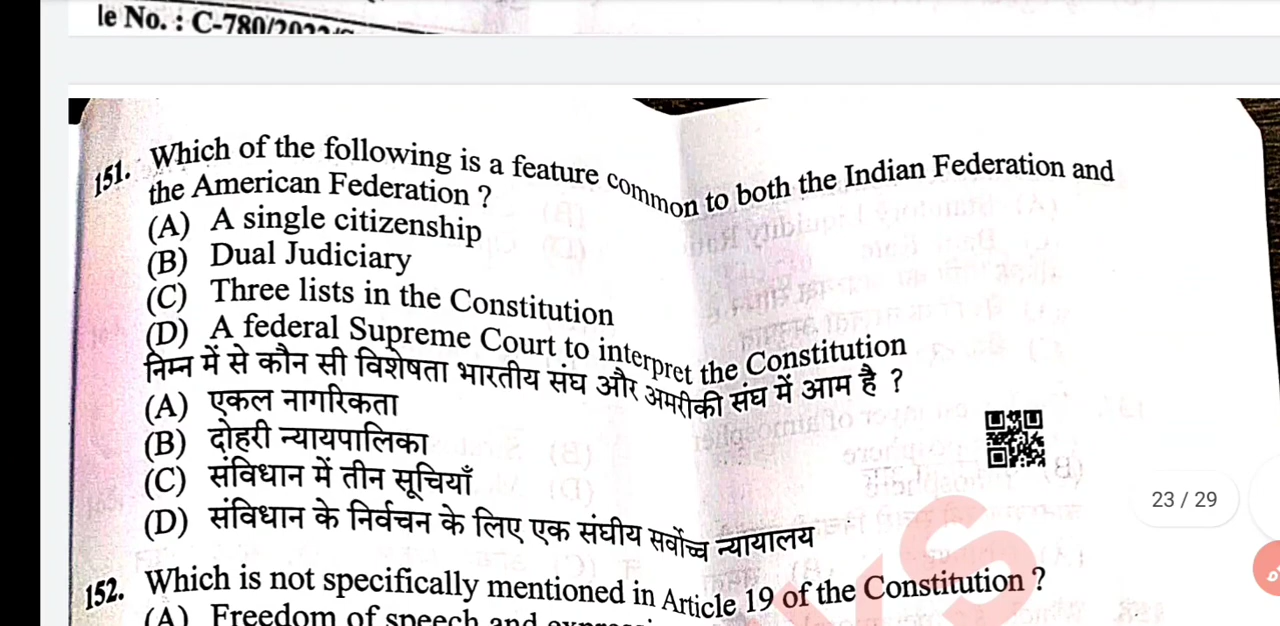 le No. : C-780/2022/
151. Which of the following is a feature common to both the Indian Federation and
the American Federation ?
(A) A single citizenship
(B) Dual Judiciary
(C) Three lists in the Constitution
(D) A federal Supreme Court to interpret the Constitution
निम्न में से कौन सी विशेषता भारतीय संघ और अमरीकी संघ में आम है ?
(A) एकल नागरिकता
(B) दोहरी न्यायपालिका
(C) संविधान में तीन सूचियाँ
(D) संविधान के निर्वचन के लिए एक संघीय सर्वोच्च न्यायालय
23 / 29
152. Which is not specifically mentioned in Article 19 of the Constitution ?
(A) Freedom of speech and